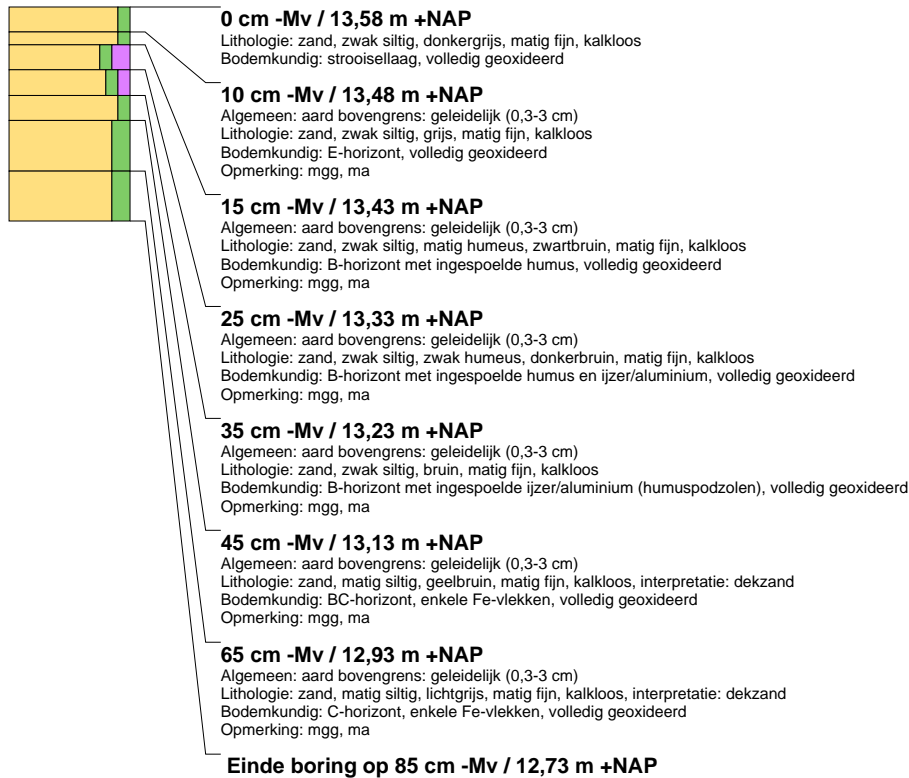 0 cm -Mv / 13,58 m +NAP
Lithologie: zand, zwak siltig, donkergrijs, matig fijn, kalkloos
Bodemkundig: strooisellaag, volledig geoxideerd
10 cm -Mv / 13,48 m +NAP
Algemeen: aard bovengrens: geleidelijk (0,3-3 cm)
Lithologie: zand, zwak siltig, grijs, matig fijn, kalkloos
Bodemkundig: E-horizont, volledig geoxideerd
Opmerking: mgg, ma
15 cm -Mv / 13,43 m +NAP
Algemeen: aard bovengrens: geleidelijk (0,3-3 cm)
Lithologie: zand, zwak siltig, matig humeus, zwartbruin, matig fijn, kalkloos
Bodemkundig: B-horizont met ingespoelde humus, volledig geoxideerd
Opmerking: mgg, ma
25 cm -Mv / 13,33 m +NAP
Algemeen: aard bovengrens: geleidelijk (0,3-3 cm)
Lithologie: zand, zwak siltig, zwak humeus, donkerbruin, matig fijn, kalkloos
Bodemkundig: B-horizont met ingespoelde humus en ijzer/aluminium, volledig geoxideerd
Opmerking: mgg, ma
35 cm -Mv / 13,23 m +NAP
Algemeen: aard bovengrens: geleidelijk (0,3-3 cm)
Lithologie: zand, zwak siltig, bruin, matig fijn, kalkloos
Bodemkundig: B-horizont met ingespoelde ijzer/aluminium (humuspodzolen), volledig geoxideerd
Opmerking: mgg, ma
45 cm -Mv / 13,13 m +NAP
Algemeen: aard bovengrens: geleidelijk (0,3-3 cm)
Lithologie: zand, matig siltig, geelbruin, matig fijn, kalkloos, interpretatie: dekzand
Bodemkundig: BC-horizont, enkele Fe-vlekken, volledig geoxideerd
Opmerking: mgg, ma
65 cm -Mv / 12,93 m +NAP
Algemeen: aard bovengrens: geleidelijk (0,3-3 cm)
Lithologie: zand, matig siltig, lichtgrijs, matig fijn, kalkloos, interpretatie: dekzand
Bodemkundig: C-horizont, enkele Fe-vlekken, volledig geoxideerd
Opmerking: mgg, ma
Einde boring op 85 cm -Mv / 12,73 m +NAP